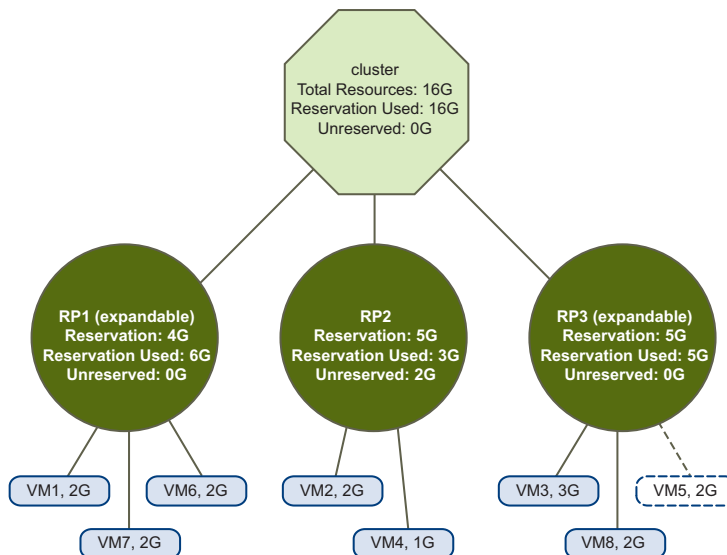 cluster
Total Resources: 16G
Reservation Used: 16G
Unreserved: 0G
RP1 (expandable)
Reservation: 4G
Reservation Used: 6G
Unreserved: 0G
RP2
Reservation: 5G
Reservation Used: 3G
Unreserved: 2G
RP3 (expandable)
Reservation: 5G
Reservation Used: 5G
Unreserved: 0G
VM1, 2G
VM6, 2G
VM2, 2G
VM3, 3G
VM5, 2G
VM7, 2G
VM4, 1G
VM8, 2G